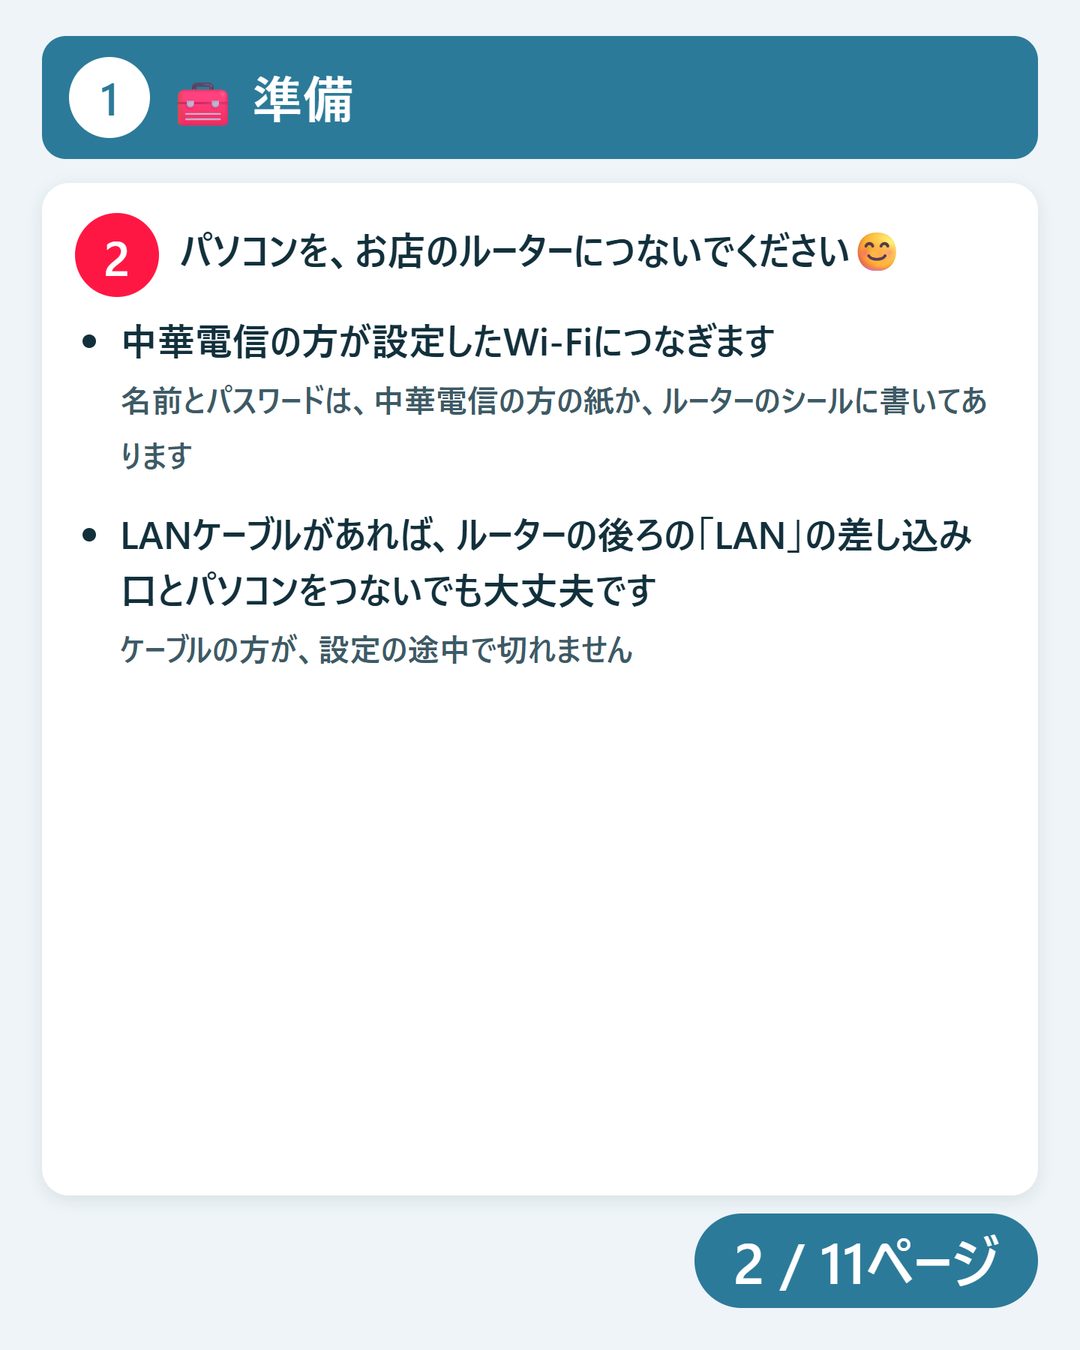 1 準備
2 パソコンを、お店のルーターにつないでください😊
• 中華電信の方が設定したWi-Fiにつなぎます
名前とパスワードは、中華電信の方の紙か、ルーターのシールに書いてあ
ります
• LANケーブルがあれば、ルーターの後ろの「LAN」の差し込み
口とパソコンをつないでも大丈夫です
ケーブルの方が、設定の途中で切れません
2 / 11ページ